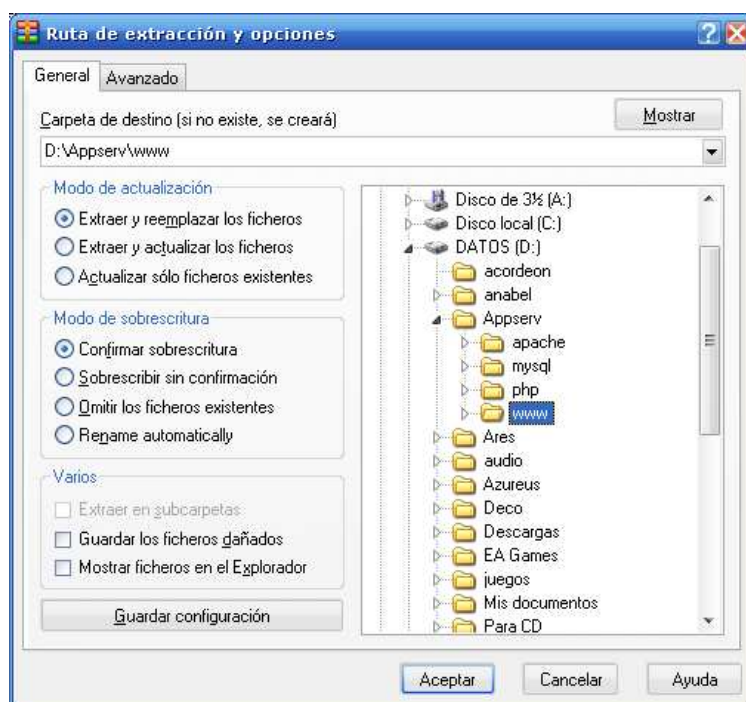 Ruta de extracción y opciones
General
Avanzado
Carpeta de destino (si no existe, se creará)
Mostrar
D:\Appserv\www
Modo de actualización
Extraer y reemplazar los ficheros
Extraer y actualizar los ficheros
Actualizar sólo ficheros existentes
Modo de sobrescritura
Confirmar sobrescritura
Sobrescribir sin confirmación
Omitir los ficheros existentes
Rename automatically
Varios
Extraer en subcarpetas
Guardar los ficheros dañados
Mostrar ficheros en el Explorador
Guardar configuración
Disco de 3½ (A:)
Disco local (C:)
DATOS (D:)
acordeon
anabel
Appserv
apache
mysql
php
www
Ares
audio
Azureus
Deco
Descargas
EA Games
juegos
Mis documentos
Para CD
Aceptar
Cancelar
Ayuda